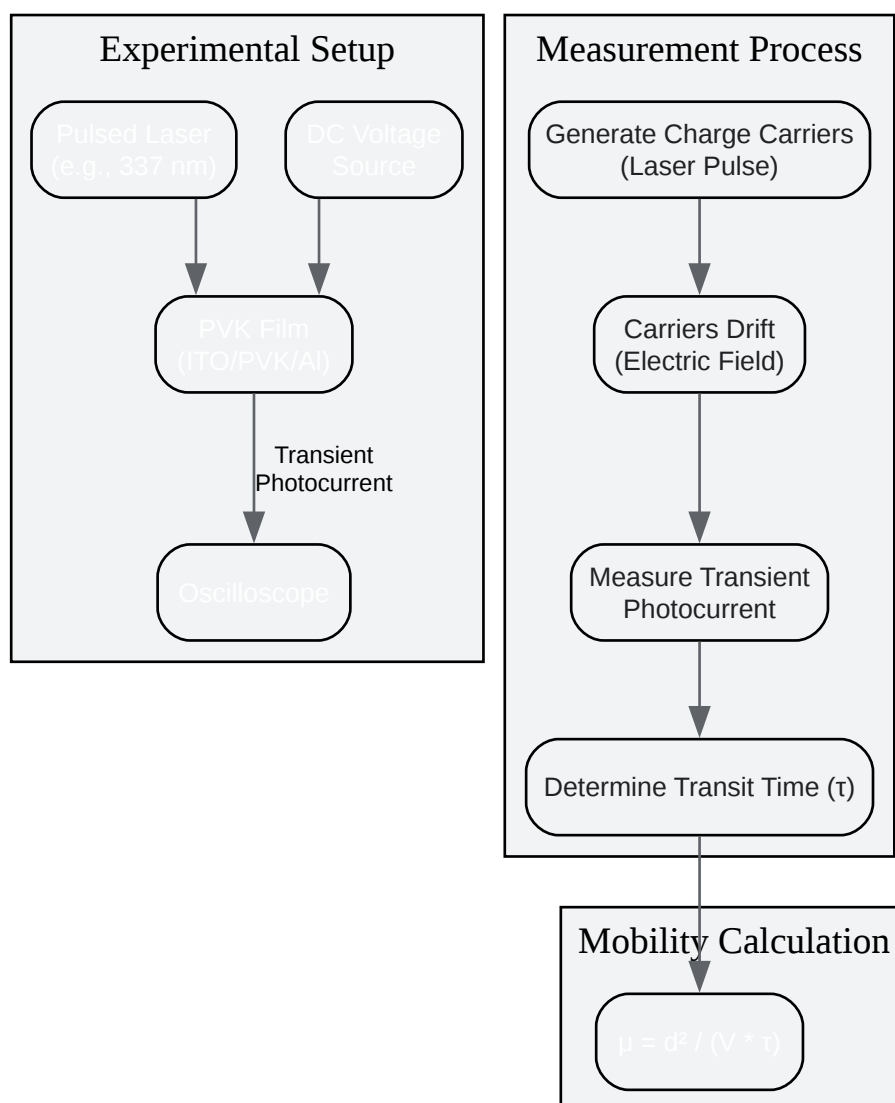 Experimental Setup
Pulsed Laser
(e.g., 337 nm)
DC Voltage
Source
PVK Film
(ITO/PVK/Al)
Transient
Photocurrent
Oscilloscope
Measurement Process
Generate Charge Carriers
(Laser Pulse)
Carriers Drift
(Electric Field)
Measure Transient
Photocurrent
Determine Transit Time (τ)
Mobility Calculation
μ = d² / (V * τ)